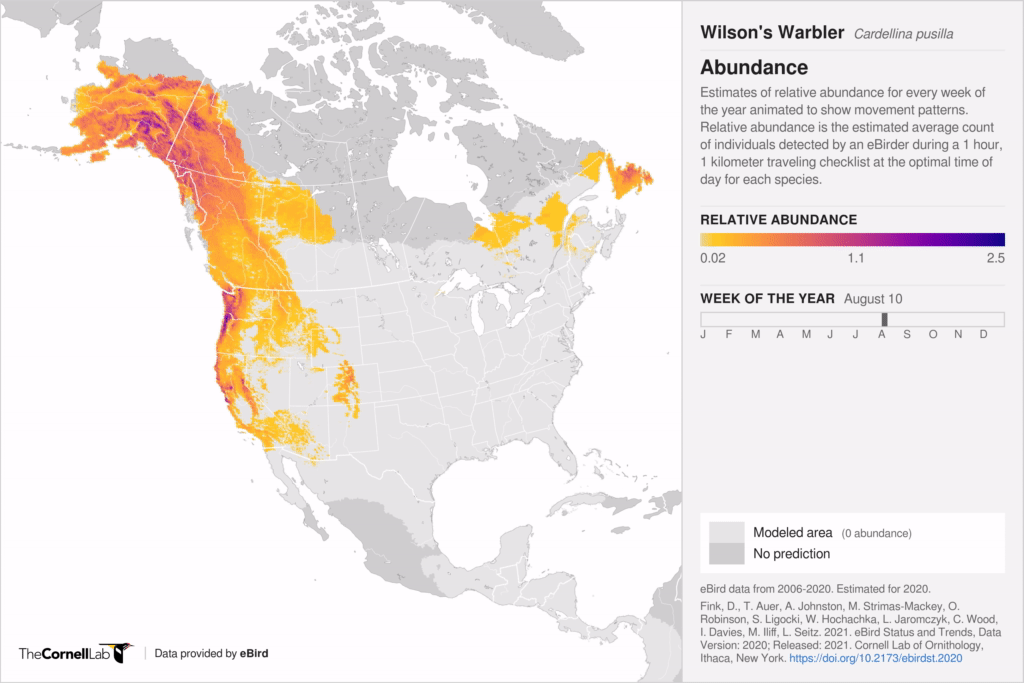 Wilson's Warbler Cardellina pusilla
Abundance
Estimates of relative abundance for every week of
the year animated to show movement patterns.
Relative abundance is the estimated average count
of individuals detected by an eBirder during a 1 hour,
1 kilometer traveling checklist at the optimal time of
day for each species.
RELATIVE ABUNDANCE
0.02 1.1 2.5
WEEK OF THE YEAR August 10
J F M A M J J A S O N D
Modeled area (0 abundance)
No prediction
eBird data from 2006-2020. Estimated for 2020.
Fink, D., T. Auer, A. Johnston, M. Strimas-Mackey, O.
Robinson, S. Ligocki, W. Hochachka, L. Jaromczyk, C. Wood,
I. Davies, M. Iliff, L. Seitz. 2021. eBird Status and Trends, Data
Version: 2020; Released: 2021. Cornell Lab of Ornithology,
Ithaca, New York. https://doi.org/10.2173/ebirdst.2020
TheCornellLab Data provided by eBird